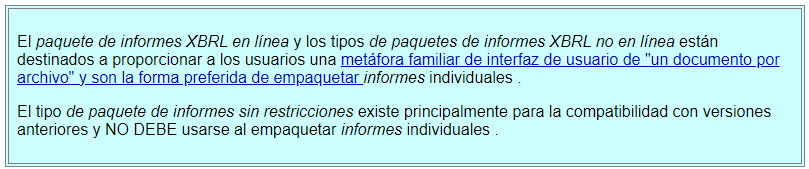 El paquete de informes XBRL en línea y los tipos de paquetes de informes XBRL no en línea están
destinados a proporcionar a los usuarios una metáfora familiar de interfaz de usuario de "un documento por
archivo" y son la forma preferida de empaquetar informes individuales .
El tipo de paquete de informes sin restricciones existe principalmente para la compatibilidad con versiones
anteriores y NO DEBE usarse al empaquetar informes individuales .